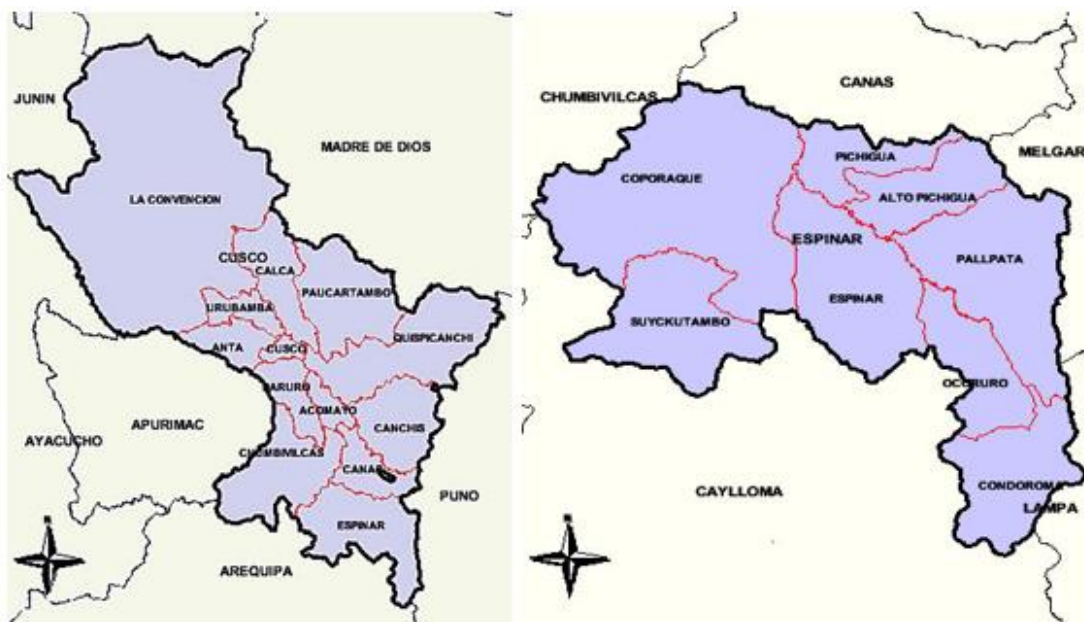 JUNIN
MADRE DE DIOS
LA CONVENCION
CUSCO
CALCA
PAUCARTAMBO
URUBAMBA
QUISPICANCHI
ANTA
CUSCO
PARURO
ACOMAYO
APURIMAC
CANCHIS
AYACUCHO
CHUMBIVILCAS
CANAS
PUNO
ESPINAR
AREQUIPA
N
CANAS
CHUMBIVILCAS
MELGAR
PICHIGUA
COPORAQUE
ALTO PICHIGUA
ESPINAR
PALLPATA
ESPINAR
SUYCKUTAMBO
OCORURO
CAYLLOMA
CONDOROMA
LAMPA
N